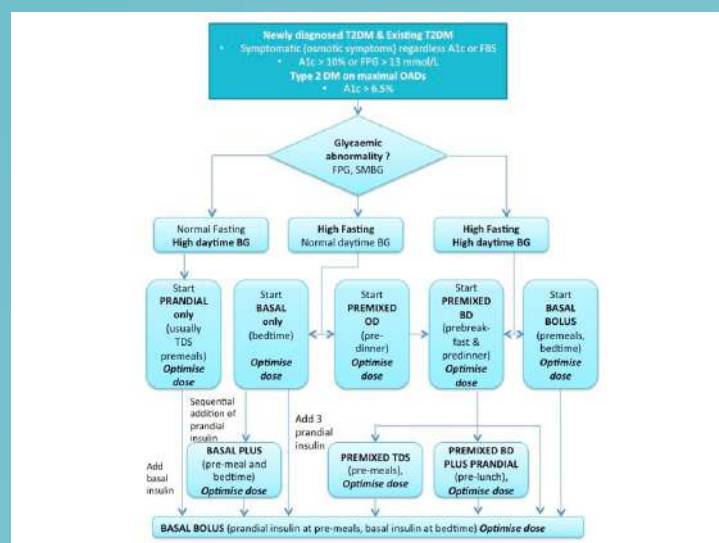 Newly diagnosed T2DM & Existing T2DM
• Symptomatic (osmotic symptoms) regardless A1c or FBS
• A1c > 10% or FPG > 13 mmol/L
Type 2 DM on maximal OADs
• A1c > 6.5%
Glycaemic
abnormality ?
FPG, SMBG
Normal Fasting
High daytime BG
High Fasting
Normal daytime BG
High Fasting
High daytime BG
Start
PRANDIAL
only
(usually
TDS
premeals)
Optimise
dose
Start
BASAL
only
(bedtime)
Optimise
dose
Start
PREMIXED
OD
(pre-
dinner)
Optimise
dose
Start
PREMIXED
BD
(prebreak-
fast &
predinner)
Optimise
dose
Start
BASAL
BOLUS
(premeals,
bedtime)
Optimise
dose
Sequential
addition of
prandial
insulin
Add 3
prandial
insulin
Add
basal
insulin
BASAL PLUS
(pre-meal and
bedtime)
Optimise dose
PREMIXED TDS
(pre-meals),
Optimise dose
PREMIXED BD
PLUS PRANDIAL
(pre-lunch),
Optimise dose
BASAL BOLUS (prandial insulin at pre-meals, basal insulin at bedtime) Optimise dose